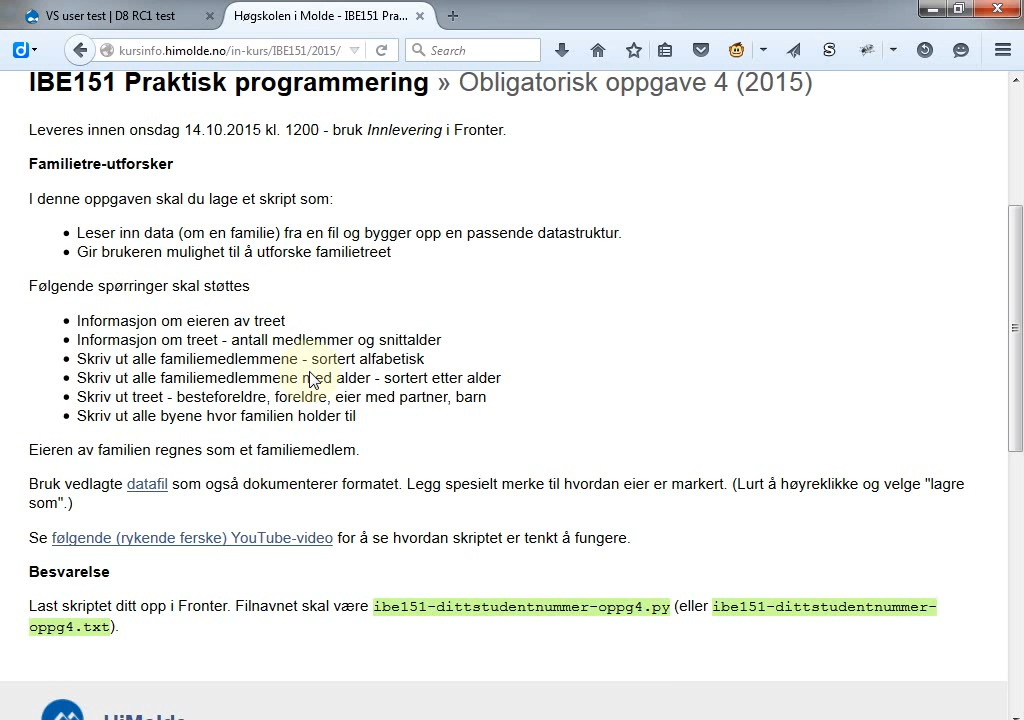 VS user test | D8 RC1 test
Høgskolen i Molde - IBE151 Pra...
kursinfo.himolde.no/in-kurs/IBE151/2015/
Search
IBE151 Praktisk programmering » Obligatorisk oppgave 4 (2015)
Leveres innen onsdag 14.10.2015 kl. 1200 - bruk Innlevering i Fronter.
Familietre-utforsker
I denne oppgaven skal du lage et skript som:
• Leser inn data (om en familie) fra en fil og bygger opp en passende datastruktur.
• Gir brukeren mulighet til å utforske familietreet
Følgende spørringer skal støttes
• Informasjon om eieren av treet
• Informasjon om treet - antall medlemmer og snittalder
• Skriv ut alle familiemedlemmene - sortert alfabetisk
• Skriv ut alle familiemedlemmene med alder - sortert etter alder
• Skriv ut treet - besteforeldre, foreldre, eier med partner, barn
• Skriv ut alle byene hvor familien holder til
Eieren av familien regnes som et familiemedlem.
Bruk vedlagte datafil som også dokumenterer formatet. Legg spesielt merke til hvordan eier er markert. (Lurt å høyreklikke og velge "lagre
som".)
Se følgende (rykende ferske) YouTube-video for å se hvordan skriptet er tenkt å fungere.
Besvarelse
Last skriptet ditt opp i Fronter. Filnavnet skal være ibe151-dittstudentnummer-oppg4.py (eller ibe151-dittstudentnummer-
oppg4.txt).
HiMolde